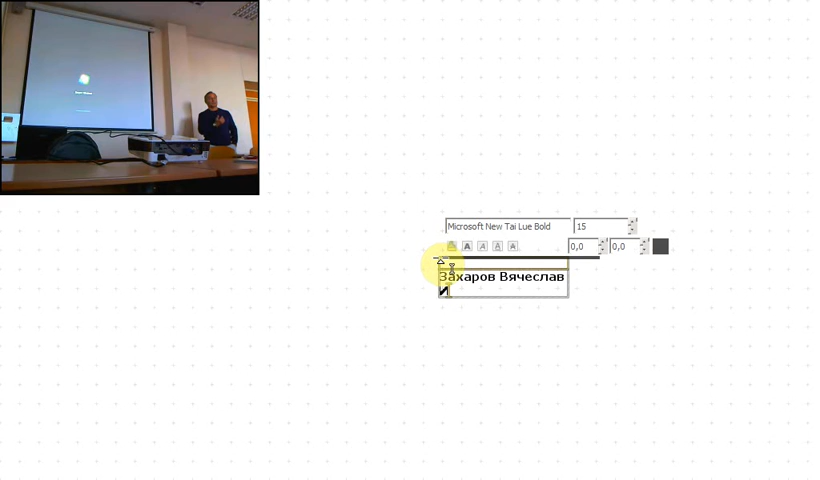 Microsoft New Tai Lue Bold 15
A A A A A
0,0 0,0
Захаров Вячеслав
И